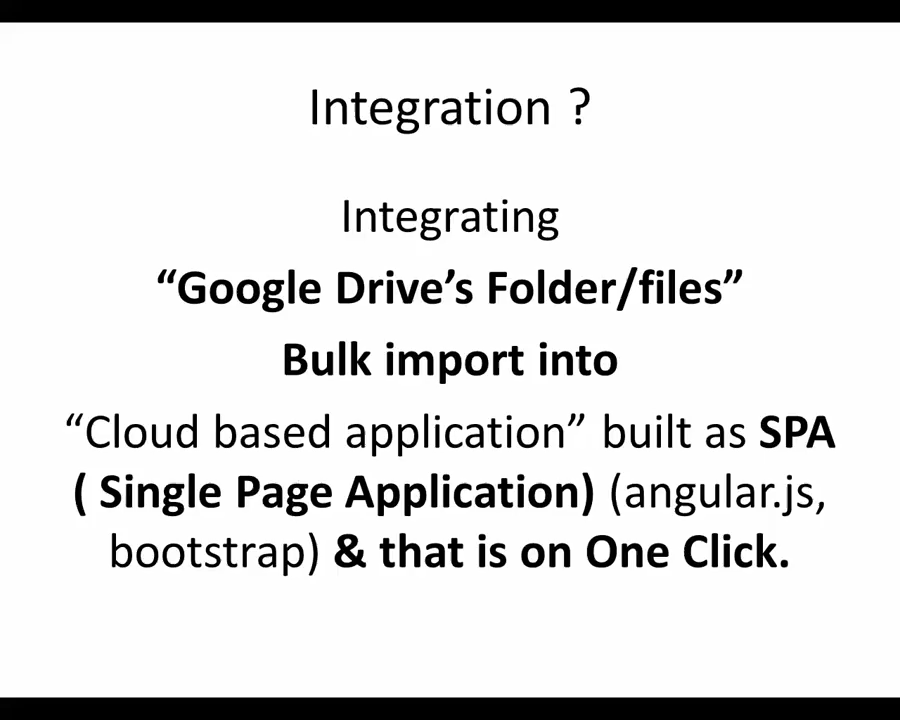 Integration ?
Integrating
“Google Drive’s Folder/files”
Bulk import into
“Cloud based application” built as SPA
( Single Page Application) (angular.js,
bootstrap) & that is on One Click.